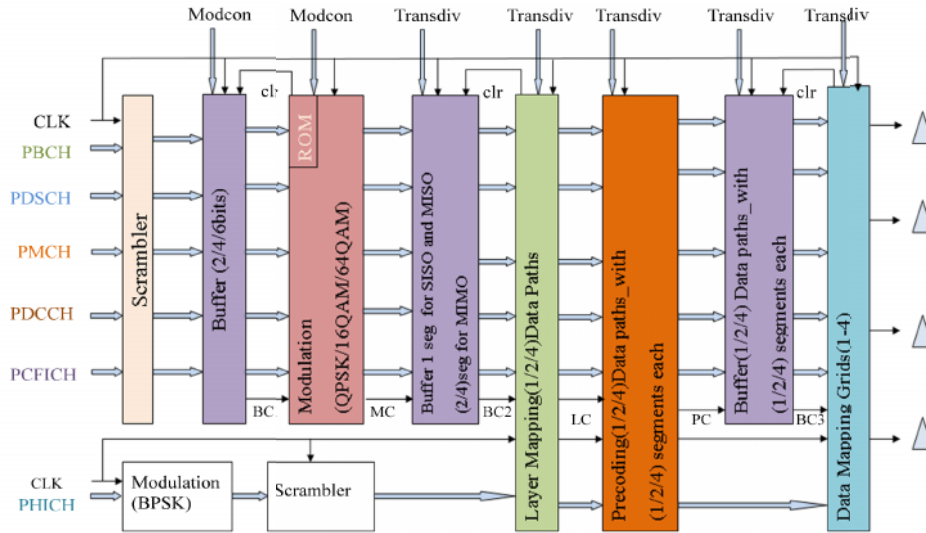 Modcon
Modcon
Transdiv
Transdiv
Transdiv
Transdiv
Transdiv
clr
clr
clr
CLK
PBCH
PDSCH
PMCH
PDCCH
PCFICH
Scrambler
Buffer (2/4/6bits)
ROM
Modulation
(QPSK/16QAM/64QAM)
Buffer 1 seg for SISO and MISO
(2/4)seg for MIMO
Layer Mapping(1/2/4)Data Paths
Precoding(1/2/4)Data paths_with
(1/2/4) segments each
Buffer(1/2/4) Data paths_with
(1/2/4) segments each
Data Mapping Grids(1-4)
BC
MC
BC2
LC
PC
BC3
CLK
PHICH
Modulation
(BPSK)
Scrambler